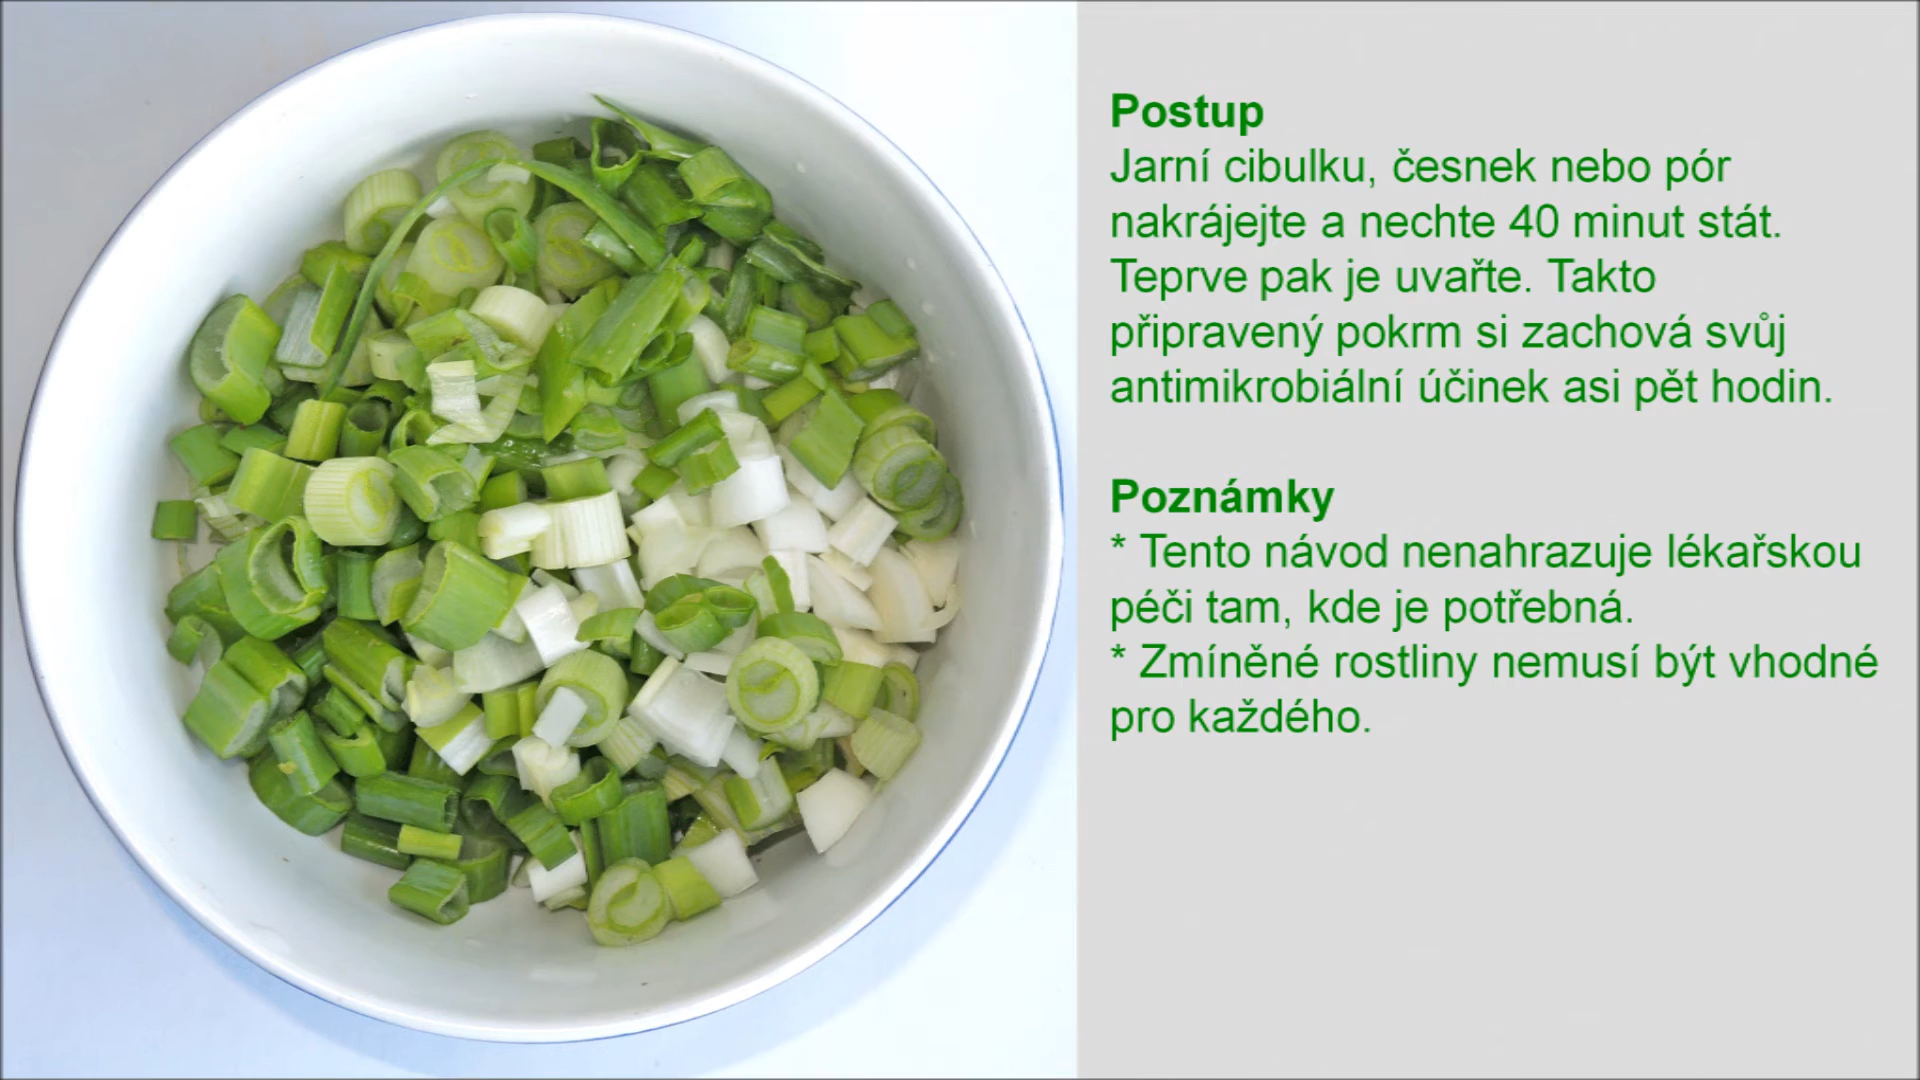 Postup
Jarní cibulku, česnek nebo pór
nakrájejte a nechte 40 minut stát.
Teprve pak je uvařte. Takto
připravený pokrm si zachová svůj
antimikrobiální účinek asi pět hodin.
Poznámky
* Tento návod nenahrazuje lékařskou
péči tam, kde je potřebná.
* Zmíněné rostliny nemusí být vhodné
pro každého.